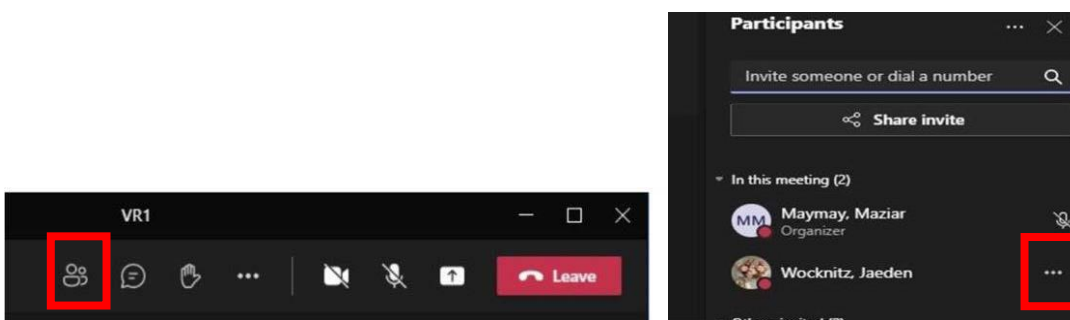 VR1
Leave
Participants
Invite someone or dial a number
Share invite
In this meeting (2)
MM
Maymay, Maziar
Organizer
Wocknitz, Jaeden